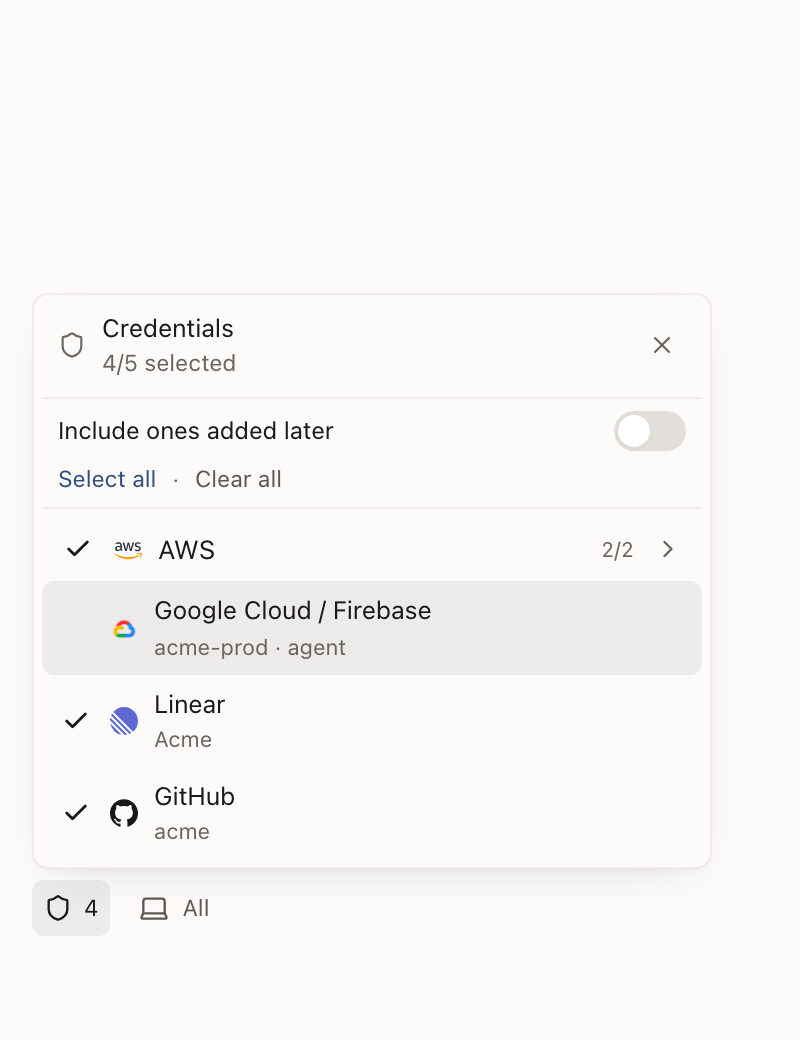 Credentials
4/5 selected
Include ones added later
Select all · Clear all
aws AWS 2/2
Google Cloud / Firebase
acme-prod · agent
Linear
Acme
GitHub
acme
4 All